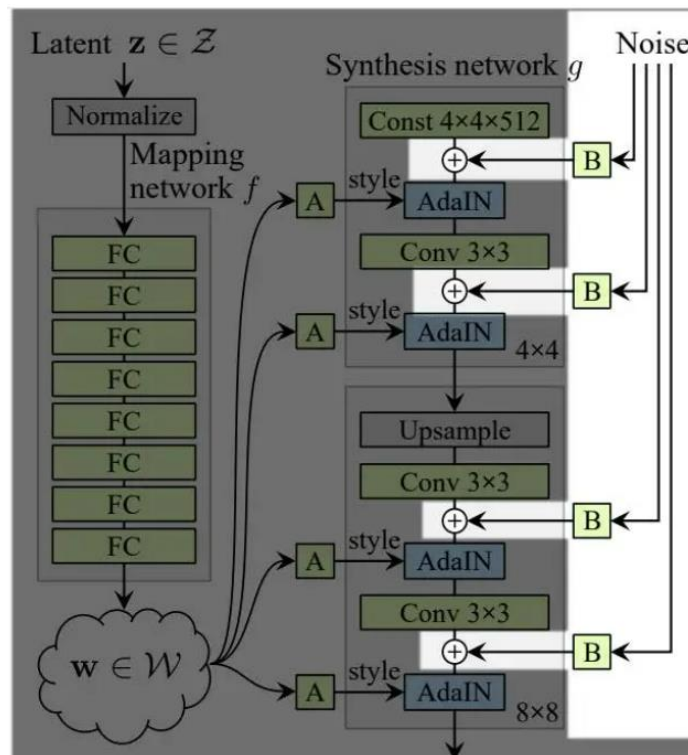 Latent z ∈ Z
Normalize
Mapping
network f
FC
FC
FC
FC
FC
FC
FC
FC
w ∈ W
Synthesis network g
Noise
Const 4×4×512
+
B
A
style
AdaIN
Conv 3×3
+
B
A
style
AdaIN
4×4
Upsample
Conv 3×3
+
B
A
style
AdaIN
Conv 3×3
+
B
A
style
AdaIN
8×8